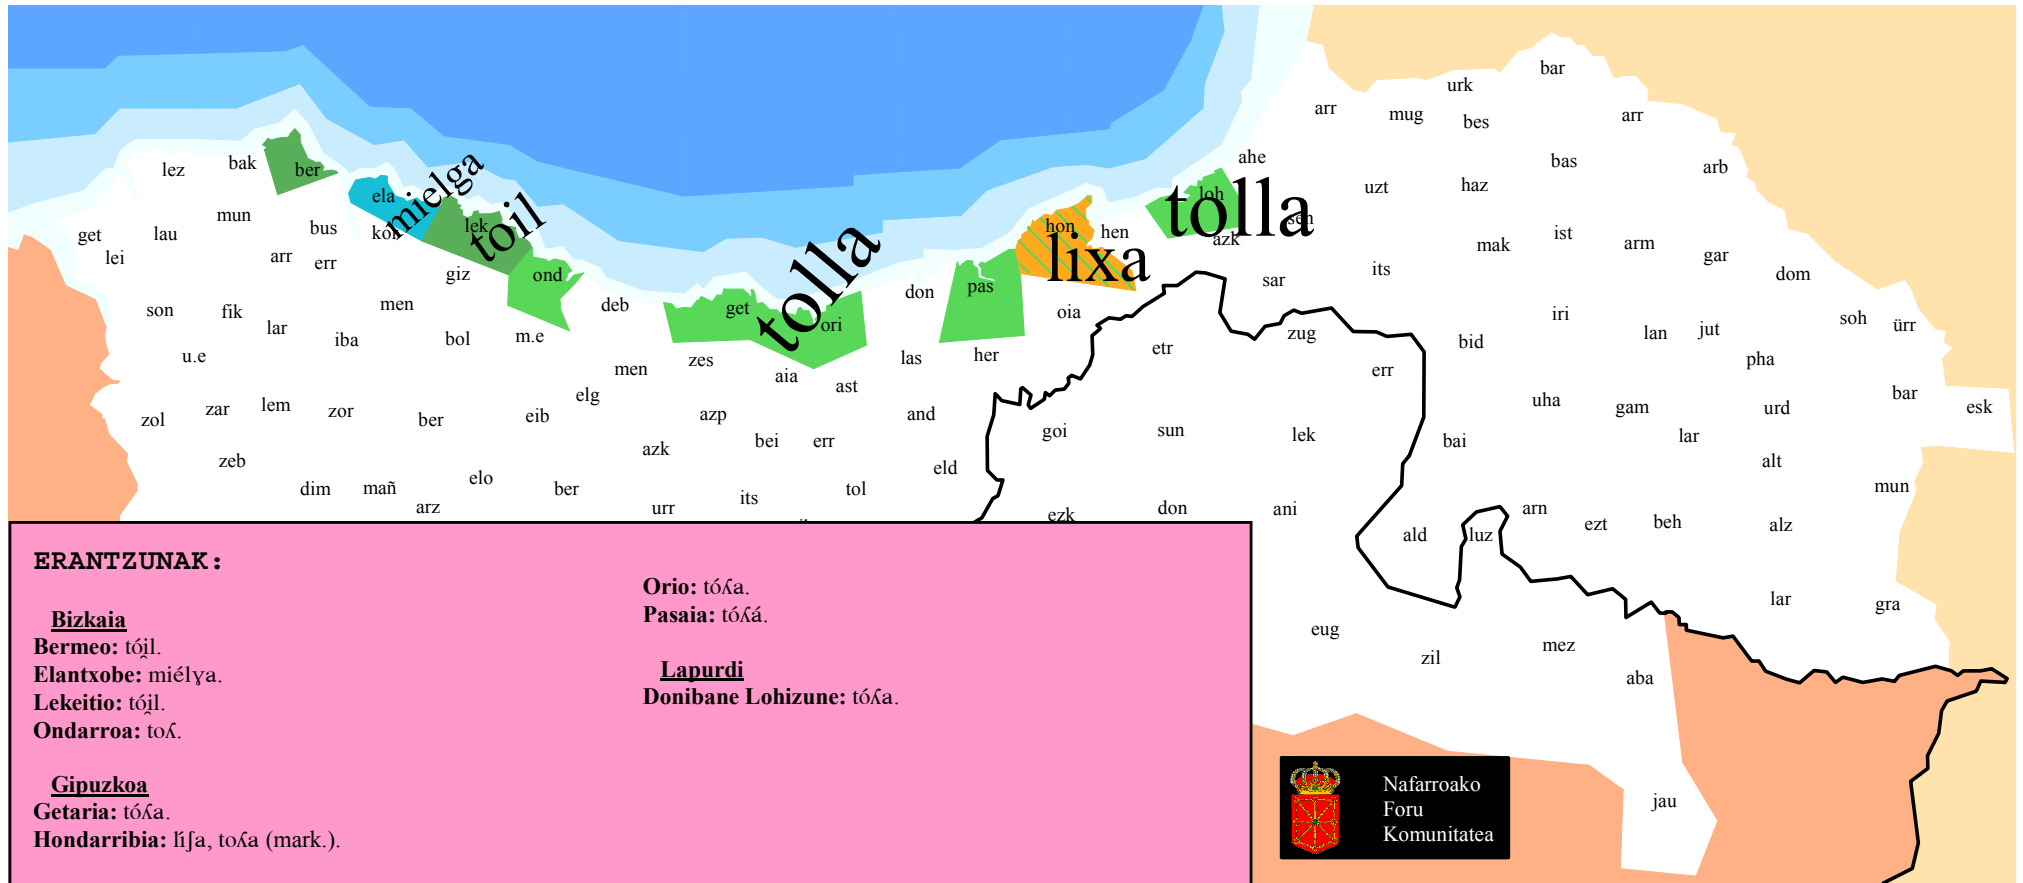 bar
urk
arr
mug
bes
arr
lez
bak
ber
ahe
bas
arb
ela
mielga
uzt
haz
loh
tolla
mun
lek
toil
hon
hen
sen
azk
get
lau
bus
kor
lixa
mak
ist
arm
gar
lei
arr
err
giz
ond
sar
its
dom
son
fik
men
deb
get
tolla
ori
don
pas
oia
iri
soh
ürr
lar
iba
bol
m.e
zug
bid
lan
jut
u.e
men
zes
aia
ast
las
her
etr
err
pha
zol
zar
lem
zor
ber
eib
elg
azp
and
uha
gam
urd
bar
esk
zeb
azk
bei
err
goi
sun
lek
bai
lar
dim
mañ
elo
arz
ber
urr
its
tol
eld
alt
mun
ezk
don
ani
ald
luz
arn
ezt
beh
alz
lar
gra
eug
zil
mez
aba
jau
ERANTZUNAK:
Bizkaia
Bermeo: tói̯l.
Elantxobe: miélɣa.
Lekeitio: tói̯l.
Ondarroa: toʎ.
Gipuzkoa
Getaria: tóʎa.
Hondarribia: líʃa, toʎa (mark.).
Orio: tóʎa.
Pasaia: tóʎá.
Lapurdi
Donibane Lohizune: tóʎa.
Nafarroako
Foru
Komunitatea